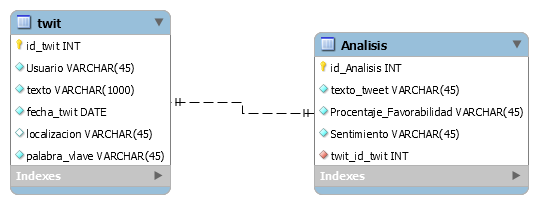 twit
id_twit INT
Usuario VARCHAR(45)
texto VARCHAR(1000)
fecha_twit DATE
localizacion VARCHAR(45)
palabra_vlave VARCHAR(45)
Indexes
Analisis
id_Analisis INT
texto_tweet VARCHAR(45)
Procentaje_Favorabilidad VARCHAR(45)
Sentimiento VARCHAR(45)
twit_id_twit INT
Indexes